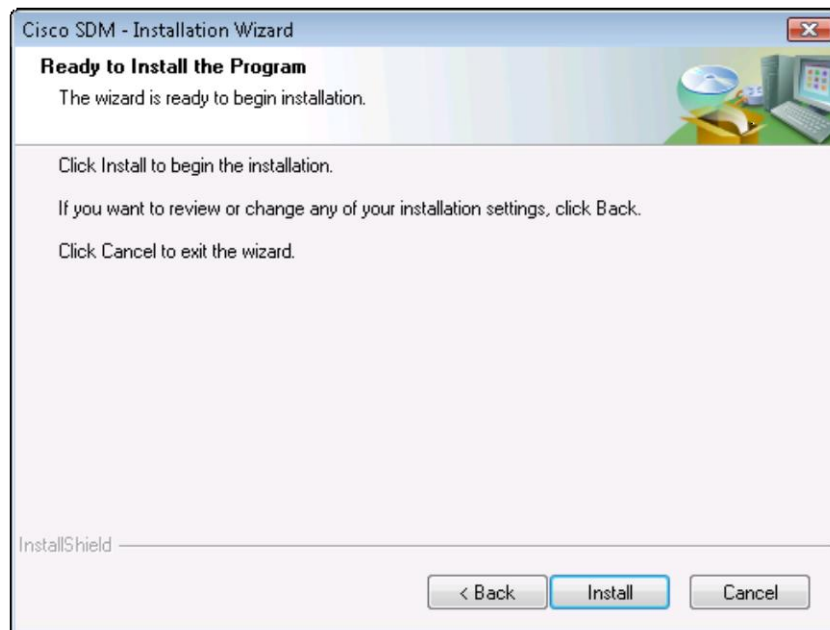 Cisco SDM - Installation Wizard
Ready to Install the Program
The wizard is ready to begin installation.
Click Install to begin the installation.
If you want to review or change any of your installation settings, click Back.
Click Cancel to exit the wizard.
InstallShield
< Back Install Cancel